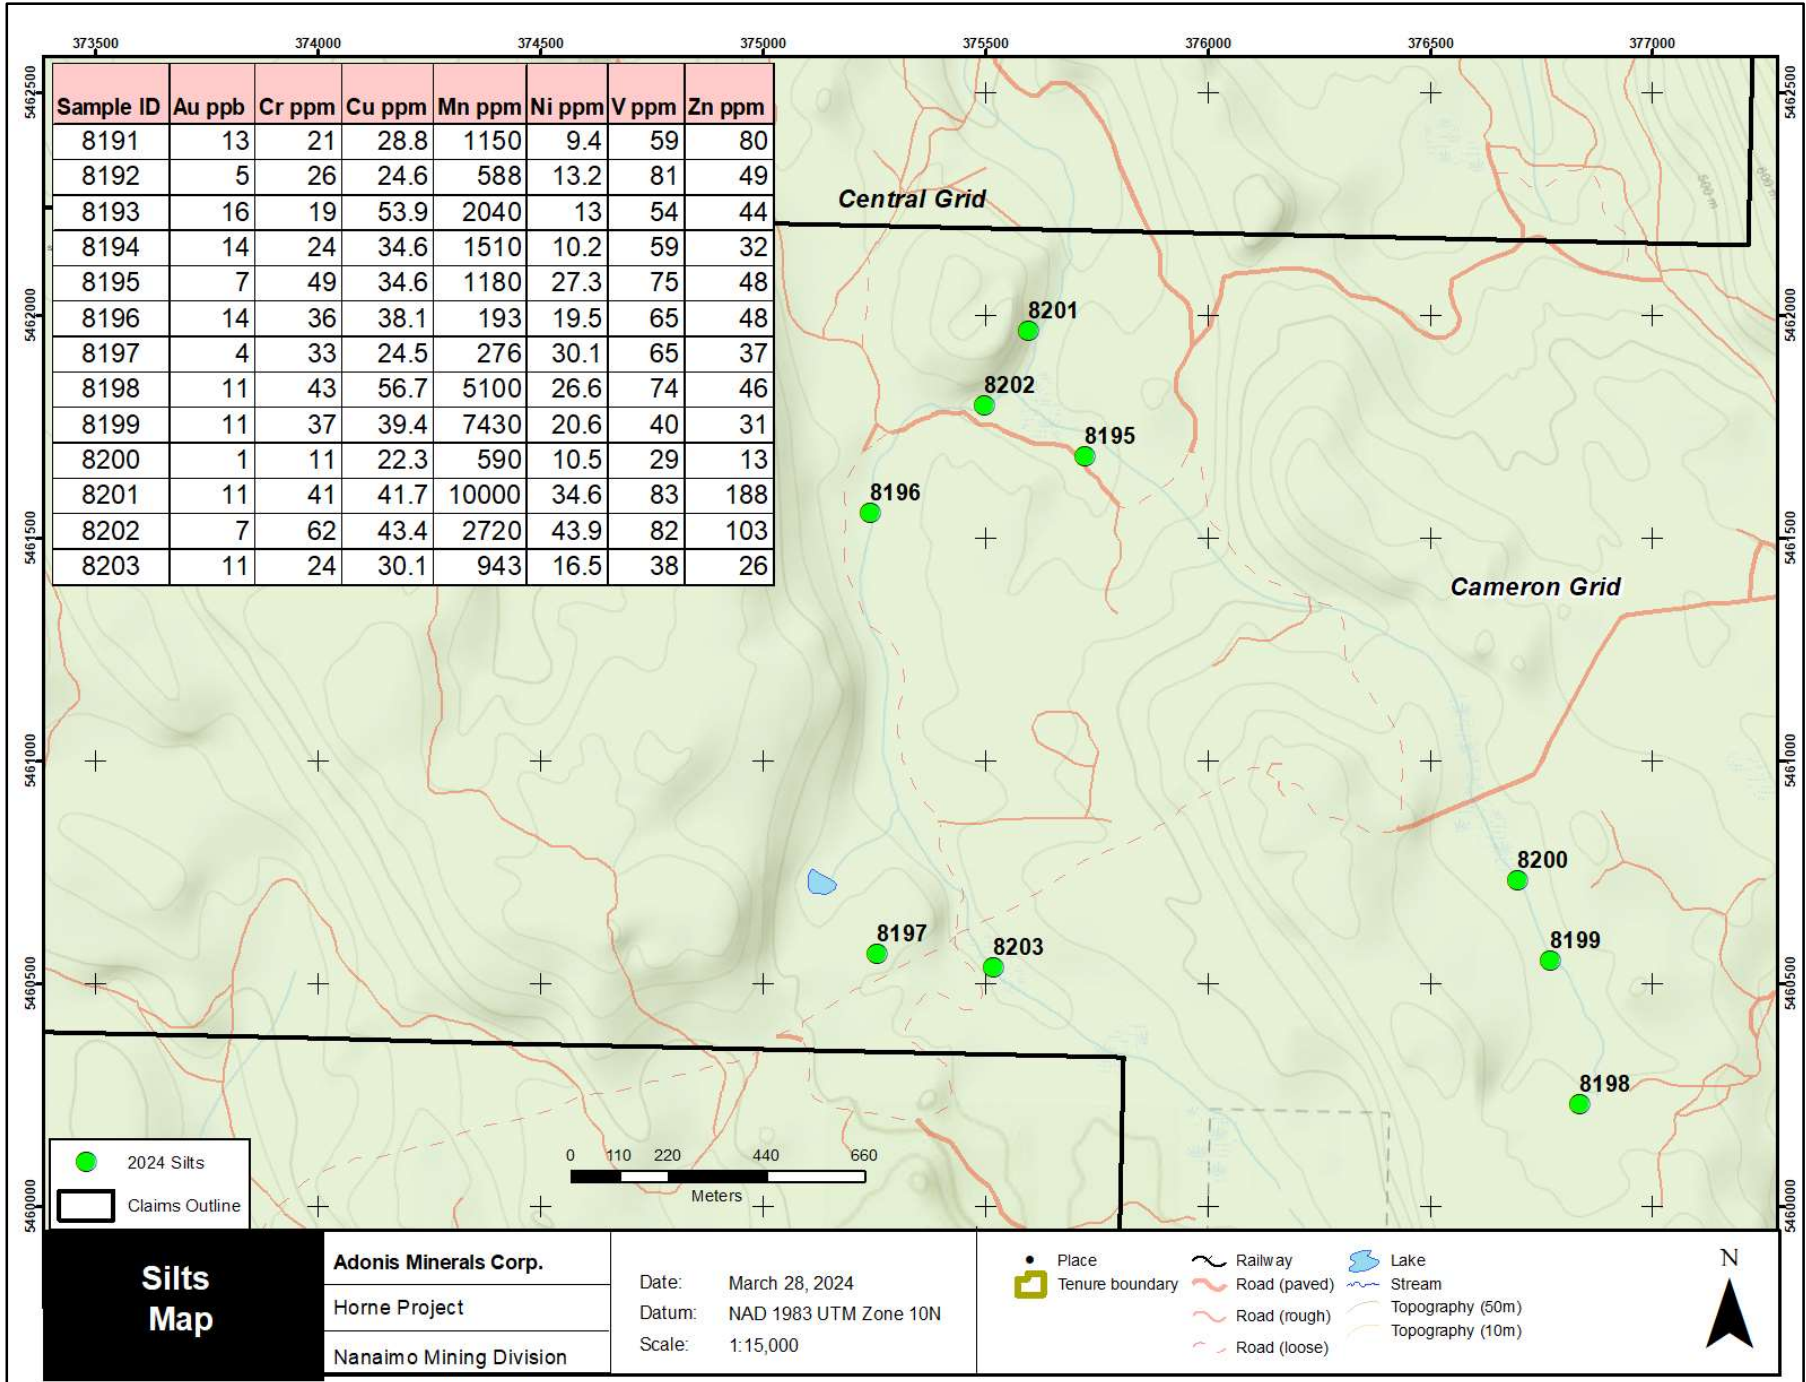 373500 374000 374500 375000 375500 376000 376500 377000
5462500 5462500
Sample ID Au ppb Cr ppm Cu ppm Mn ppm Ni ppm V ppm Zn ppm
8191 13 21 28.8 1150 9.4 59 80
8192 5 26 24.6 588 13.2 81 49
8193 16 19 53.9 2040 13 54 44
8194 14 24 34.6 1510 10.2 59 32
8195 7 49 34.6 1180 27.3 75 48
8196 14 36 38.1 193 19.5 65 48
8197 4 33 24.5 276 30.1 65 37
8198 11 43 56.7 5100 26.6 74 46
8199 11 37 39.4 7430 20.6 40 31
8200 1 11 22.3 590 10.5 29 13
8201 11 41 41.7 10000 34.6 83 188
8202 7 62 43.4 2720 43.9 82 103
8203 11 24 30.1 943 16.5 38 26
500 m 600 m
Central Grid
5462000 5462000
8201
8202
8195
8196
5461500 5461500
Cameron Grid
5461000 5461000
8200
8197
8203
8199
5460500 5460500
8198
2024 Silts
Claims Outline
0 110 220 440 660
Meters
5460000 5460000
Silts
Map
Adonis Minerals Corp.
Horne Project
Nanaimo Mining Division
Date: March 28, 2024
Datum: NAD 1983 UTM Zone 10N
Scale: 1:15,000
Place
Tenure boundary
Railway
Road (paved)
Road (rough)
Road (loose)
Lake
Stream
Topography (50m)
Topography (10m)
N